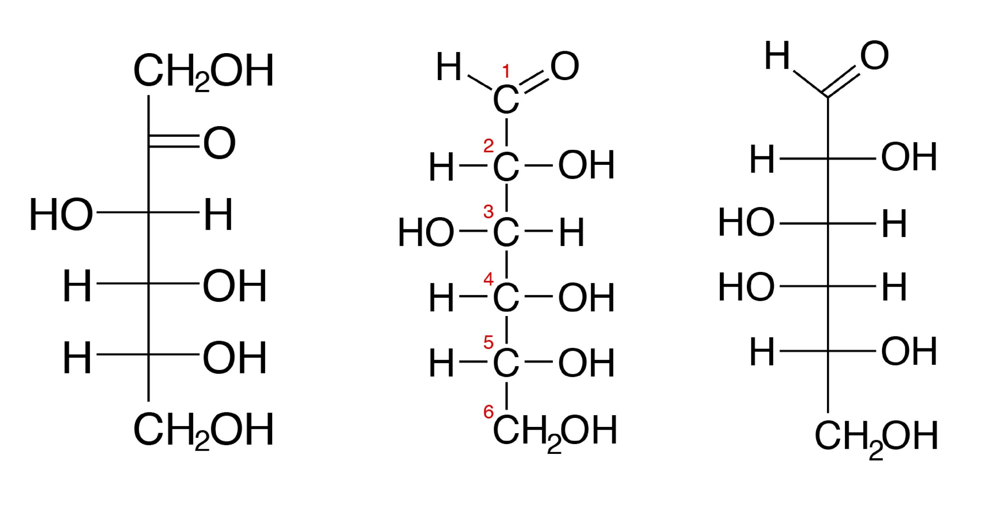 CH₂OH
O
HO H
H OH
H OH
CH₂OH
H 1 O
C
2
H C OH
3
HO C H
4
H C OH
5
H C OH
6
CH₂OH
H O
H OH
HO H
HO H
H OH
CH₂OH